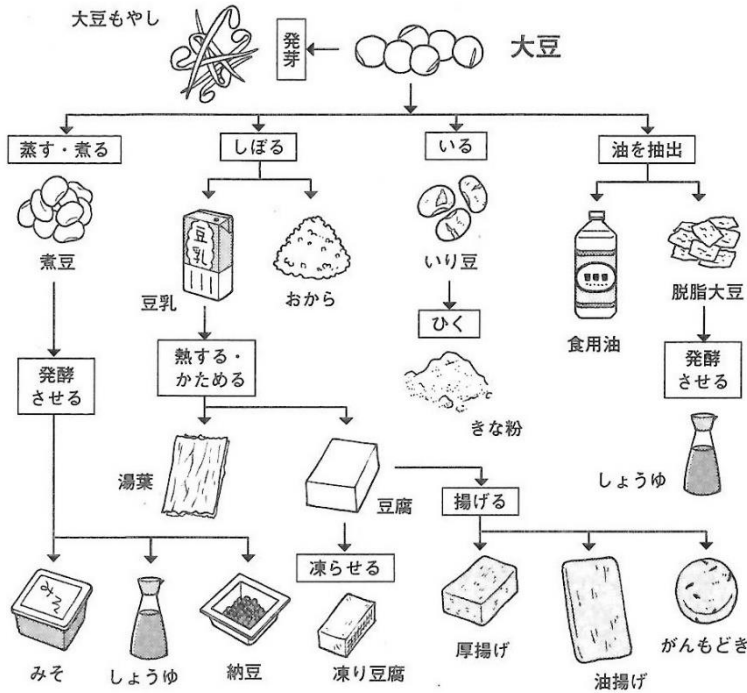 大豆もやし
発芽
大豆
蒸す・煮る
しぼる
いる
油を抽出
煮豆
豆乳
豆乳
おから
いり豆
食用油
脱脂大豆
ひく
熱する・
かためる
発酵
させる
発酵
させる
きな粉
湯葉
豆腐
揚げる
しょうゆ
凍らせる
みそ
みそ
しょうゆ
納豆
凍り豆腐
厚揚げ
油揚げ
がんもどき